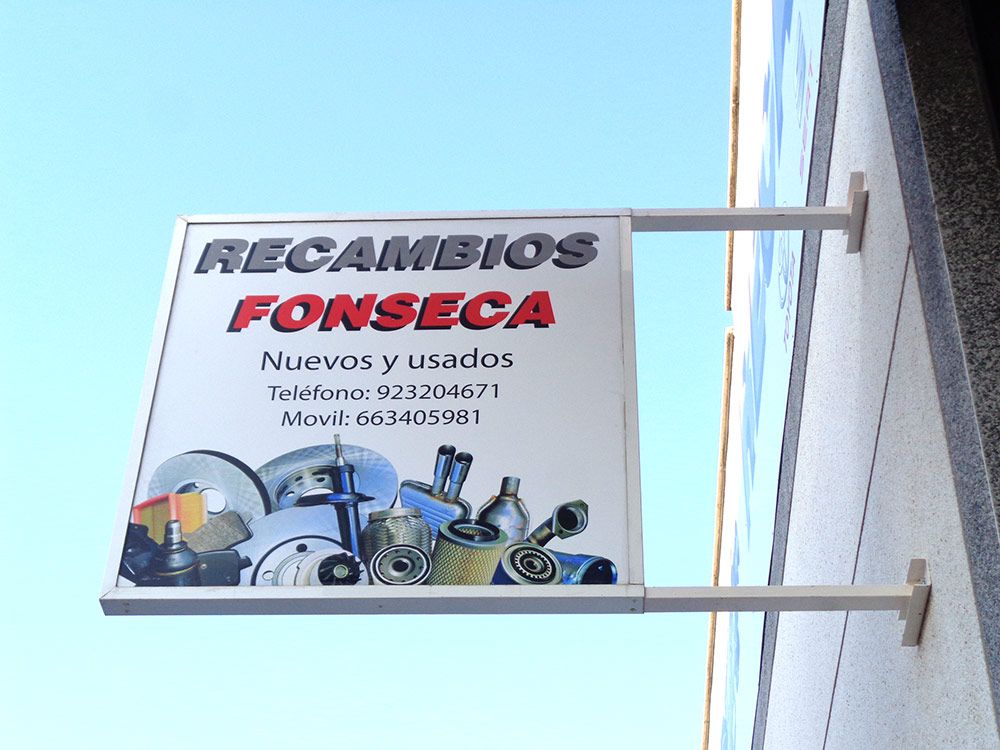 RECAMBIOS
FONSECA
Nuevos y usados
Teléfono: 923204671
Movil: 663405981